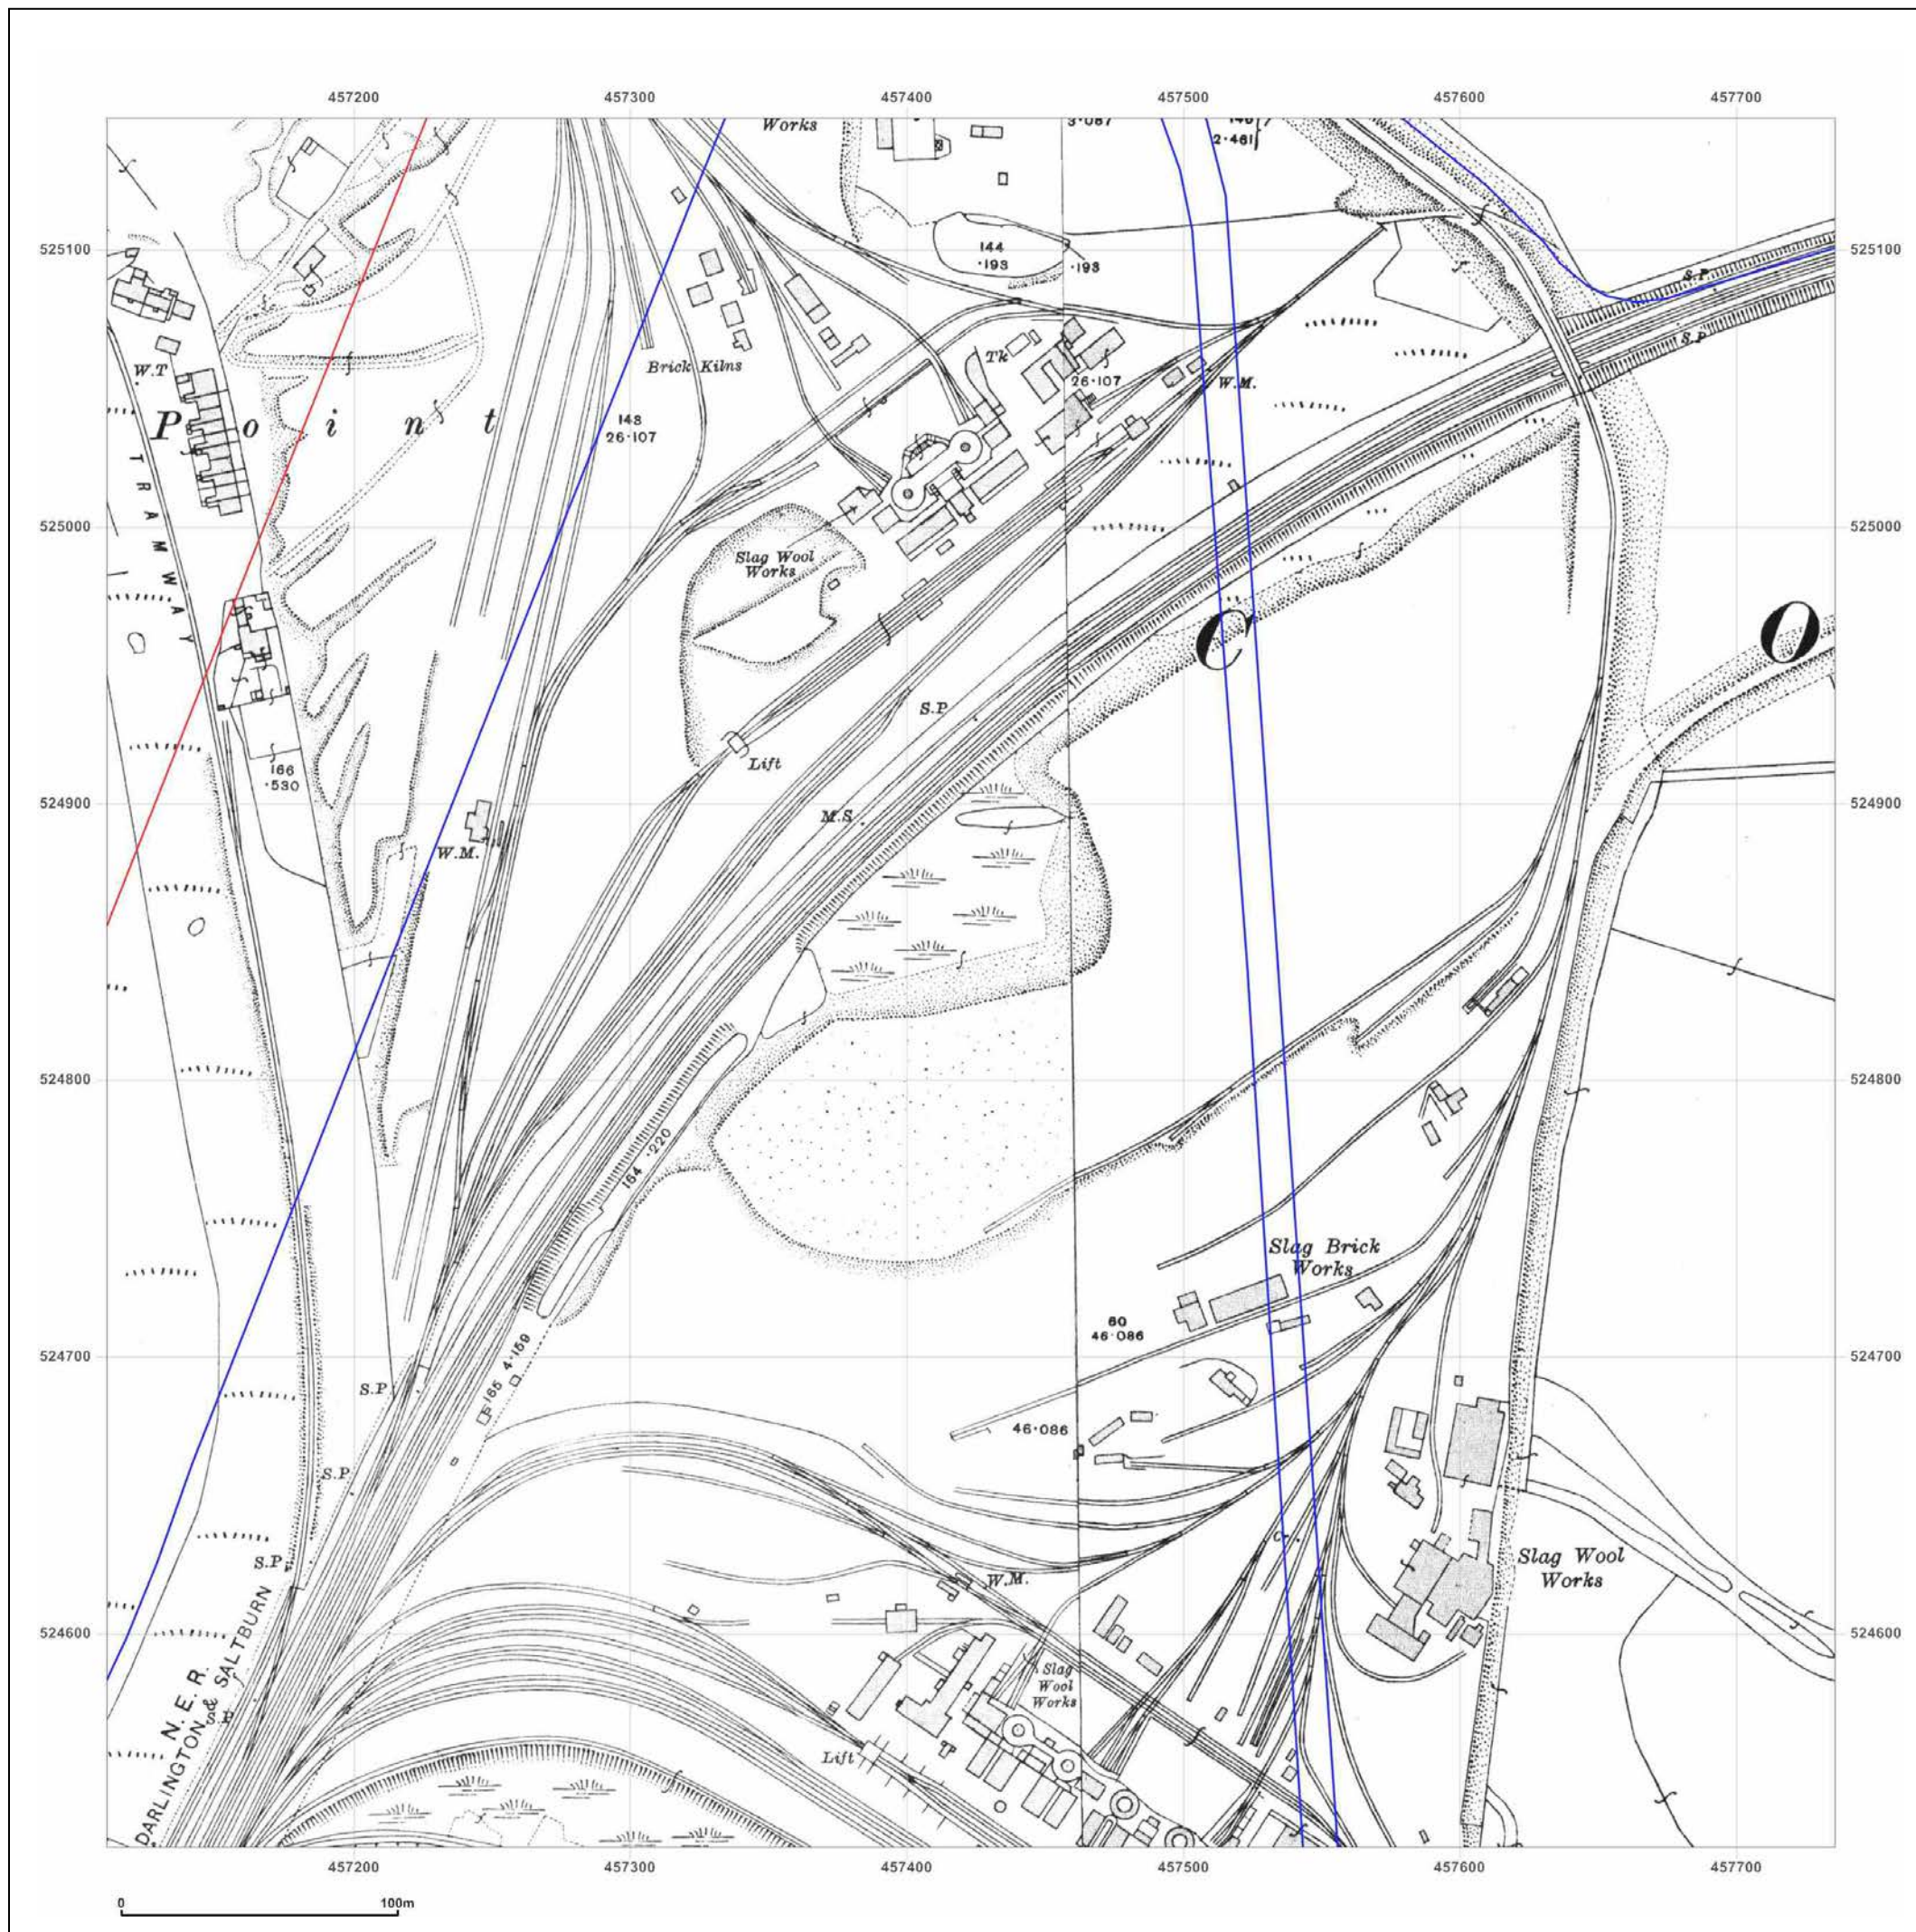 457200 457300 457400 457500 457600 457700
Works
3·087
2·461
525100 525100
144
·193
·193
S.P.
S.P.
W.T
Tk
Brick Kilns
26·107
W.M.
P o i n t
143
26·107
TRAMWAY
525000 525000
Slag Wool
Works
C O
S.P.
Lift
166
·530
524900 524900
M.S.
W.M.
524800 524800
164 ·220
Slag Brick
Works
60
46·086
165 4·159
524700 524700
S.P.
46·086
S.P.
S.P.
W.M.
Slag Wool
Works
524600 524600
Slag
Wool
Works
N. E. R.
DARLINGTON & SALTBURN
S.P.
Lift
457200 457300 457400 457500 457600 457700
0 100m